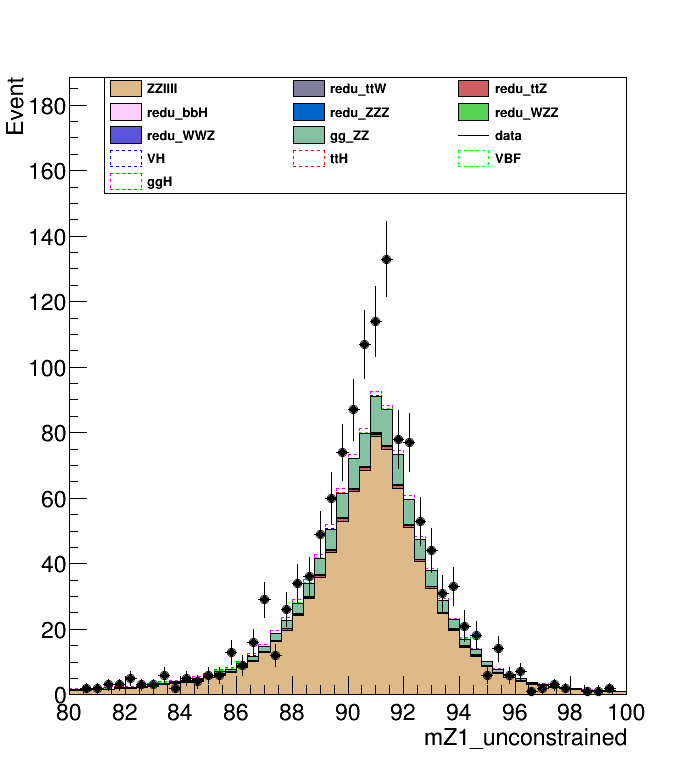 Event
180
160
140
120
100
80
60
40
20
0
ZZllll redu_ttW redu_ttZ
redu_bbH redu_ZZZ redu_WZZ
redu_WWZ gg_ZZ data
VH ttH VBF
ggH
80 82 84 86 88 90 92 94 96 98 100
mZ1_unconstrained